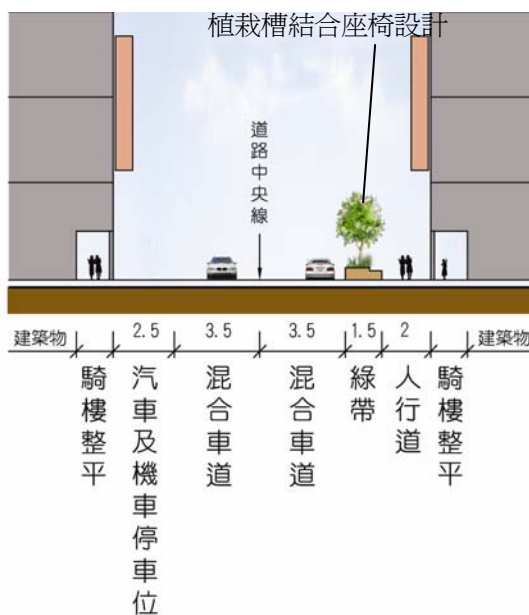 植栽槽結合座椅設計
道路中央線
建築物 2.5 3.5 3.5 1.5 2 建築物
騎樓整平
汽車及機車停車位
混合車道
混合車道
綠帶
人行道
騎樓整平